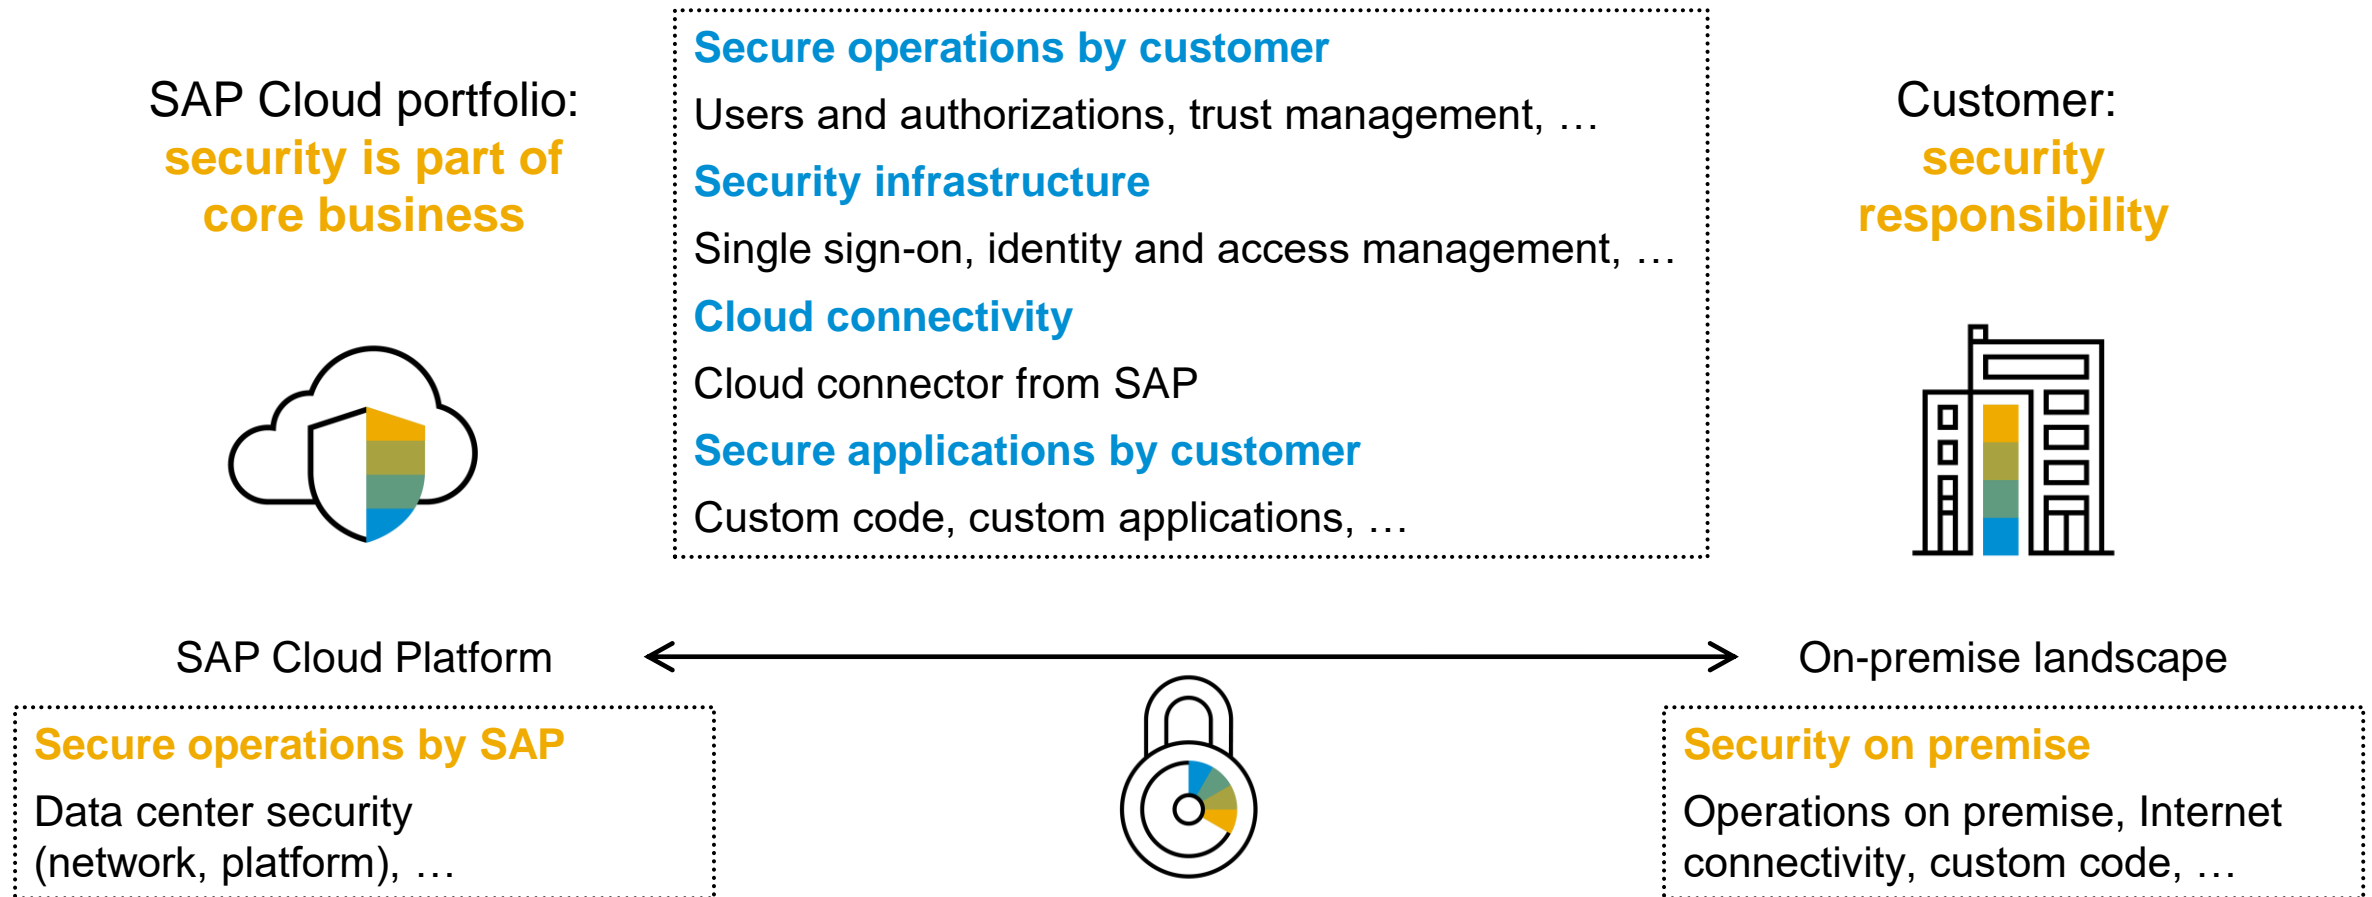 SAP Cloud portfolio:
security is part of
core business
Secure operations by customer
Users and authorizations, trust management, …
Security infrastructure
Single sign-on, identity and access management, …
Cloud connectivity
Cloud connector from SAP
Secure applications by customer
Custom code, custom applications, …
Customer:
security
responsibility
SAP Cloud Platform
On-premise landscape
Secure operations by SAP
Data center security
(network, platform), …
Security on premise
Operations on premise, Internet
connectivity, custom code, …